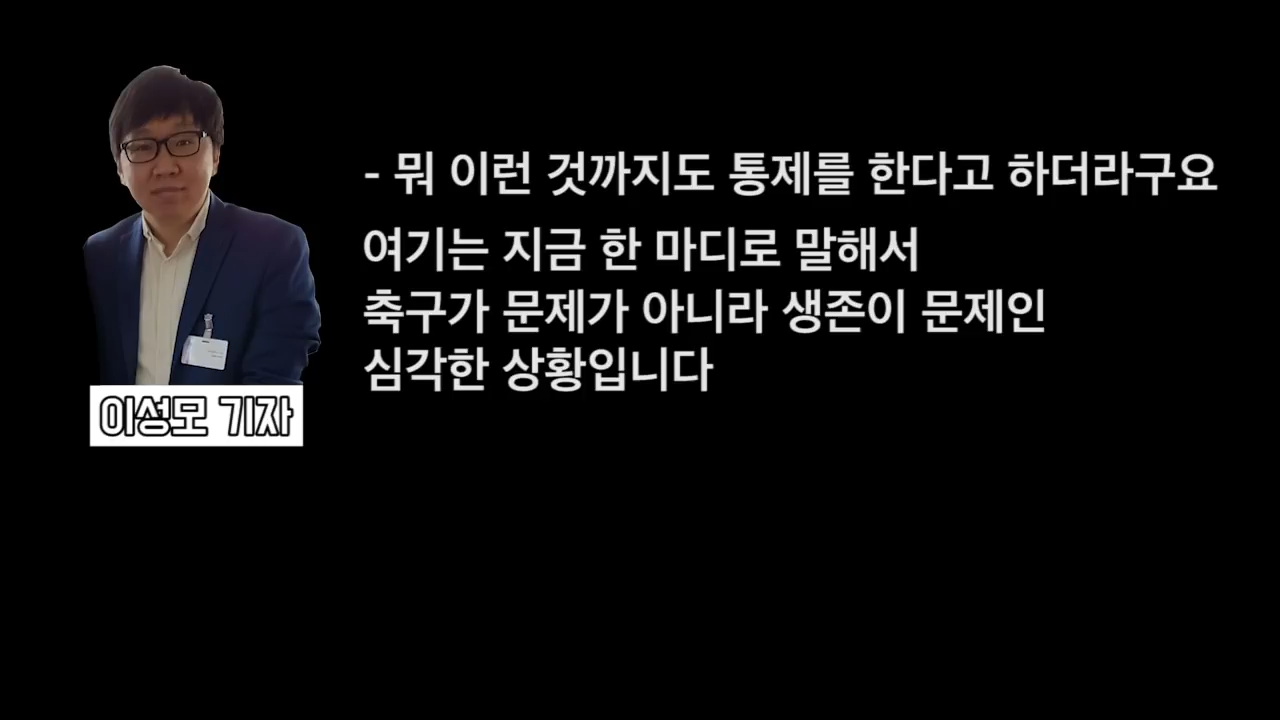 - 뭐 이런 것까지도 통제를 한다고 하더라구요
여기는 지금 한 마디로 말해서
축구가 문제가 아니라 생존이 문제인
심각한 상황입니다
이성모 기자